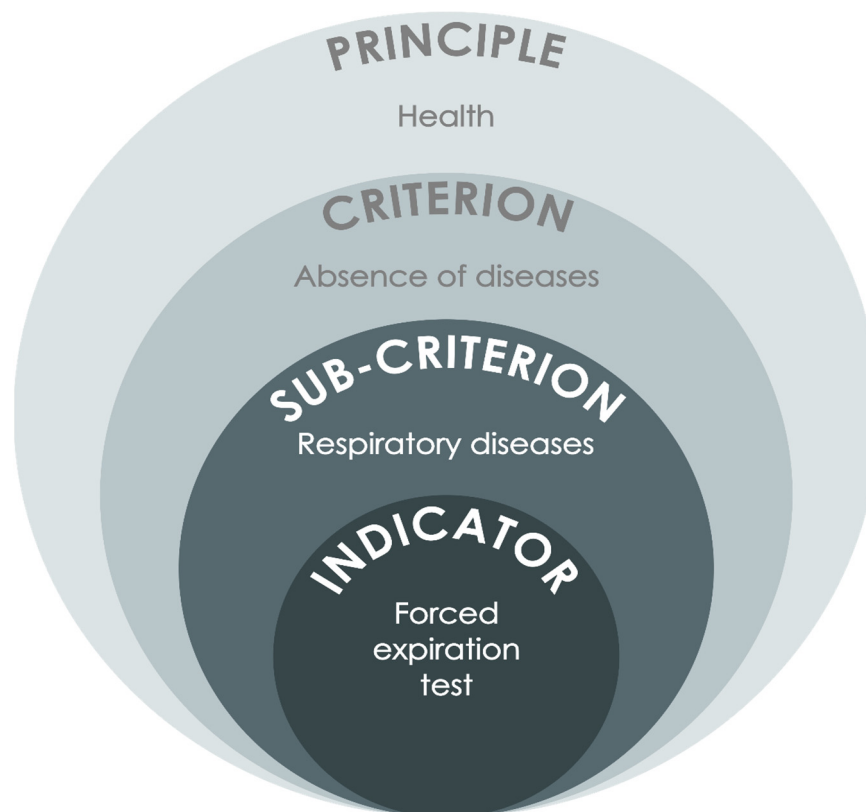 PRINCIPLE
Health
CRITERION
Absence of diseases
SUB-CRITERION
Respiratory diseases
INDICATOR
Forced
expiration
test